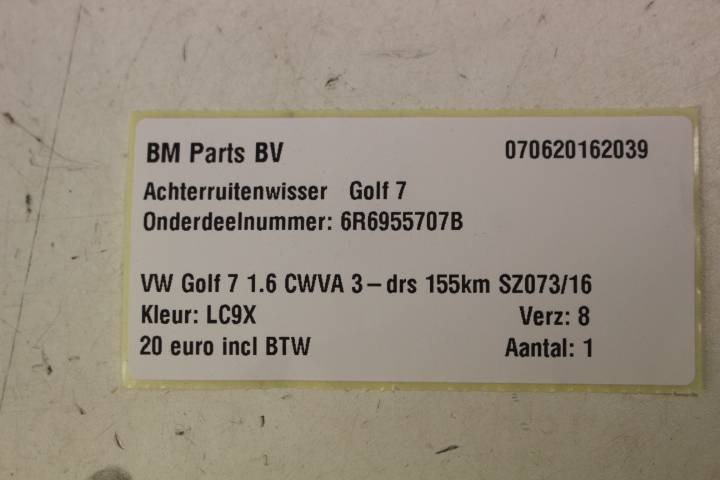 BM Parts BV 070620162039
Achterruitenwisser Golf 7
Onderdeelnummer: 6R6955707B
VW Golf 7 1.6 CWVA 3-drs 155km SZ073/16
Kleur: LC9X Verz: 8
20 euro incl BTW Aantal: 1